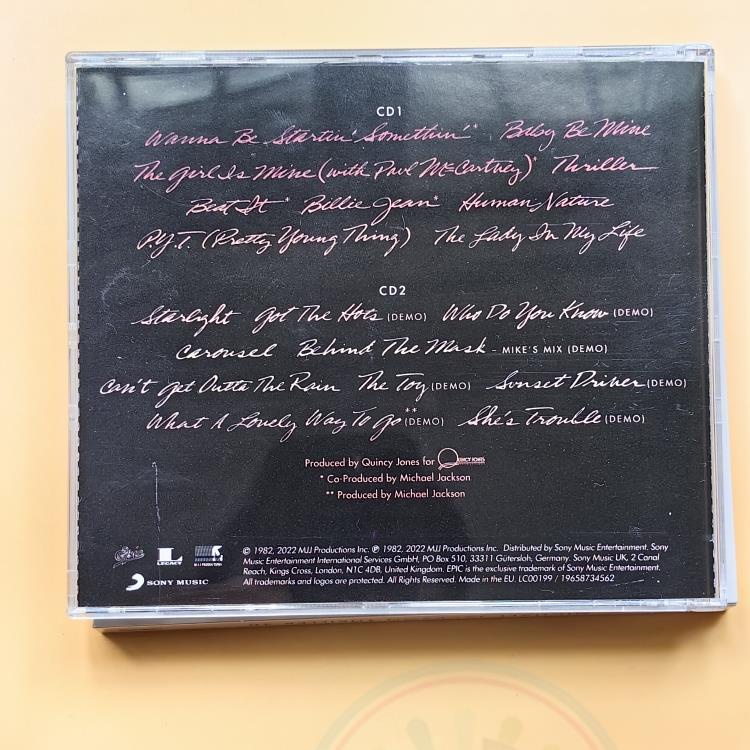 CD1
Wanna Be Startin' Somethin'* Baby Be Mine
The Girl Is Mine (with Paul McCartney)* Thriller
Beat It* Billie Jean* Human Nature
P.Y.T. (Pretty Young Thing) The Lady In My Life
CD2
Starlight Got The Hots (DEMO) Who Do You Know (DEMO)
Carousel Behind The Mask – MIKE'S MIX (DEMO)
Can't Get Outta The Rain The Toy (DEMO) Sunset Driver (DEMO)
What A Lovely Way To Go** (DEMO) She's Trouble (DEMO)
Produced by Quincy Jones for QUINCY JONES
* Co-Produced by Michael Jackson
** Produced by Michael Jackson
Epic LEGACY MJJ PRODUCTIONS
SONY MUSIC
© 1982, 2022 MJJ Productions Inc. ℗ 1982, 2022 MJJ Productions Inc. Distributed by Sony Music Entertainment. Sony
Music Entertainment International Services GmbH, PO Box 510, 33311 Gütersloh, Germany. Sony Music UK, 2 Canal
Reach, Kings Cross, London, N1C 4DB, United Kingdom. EPIC is the exclusive trademark of Sony Music Entertainment.
All trademarks and logos are protected. All Rights Reserved. Made in the EU. LC00199 / 19658734562